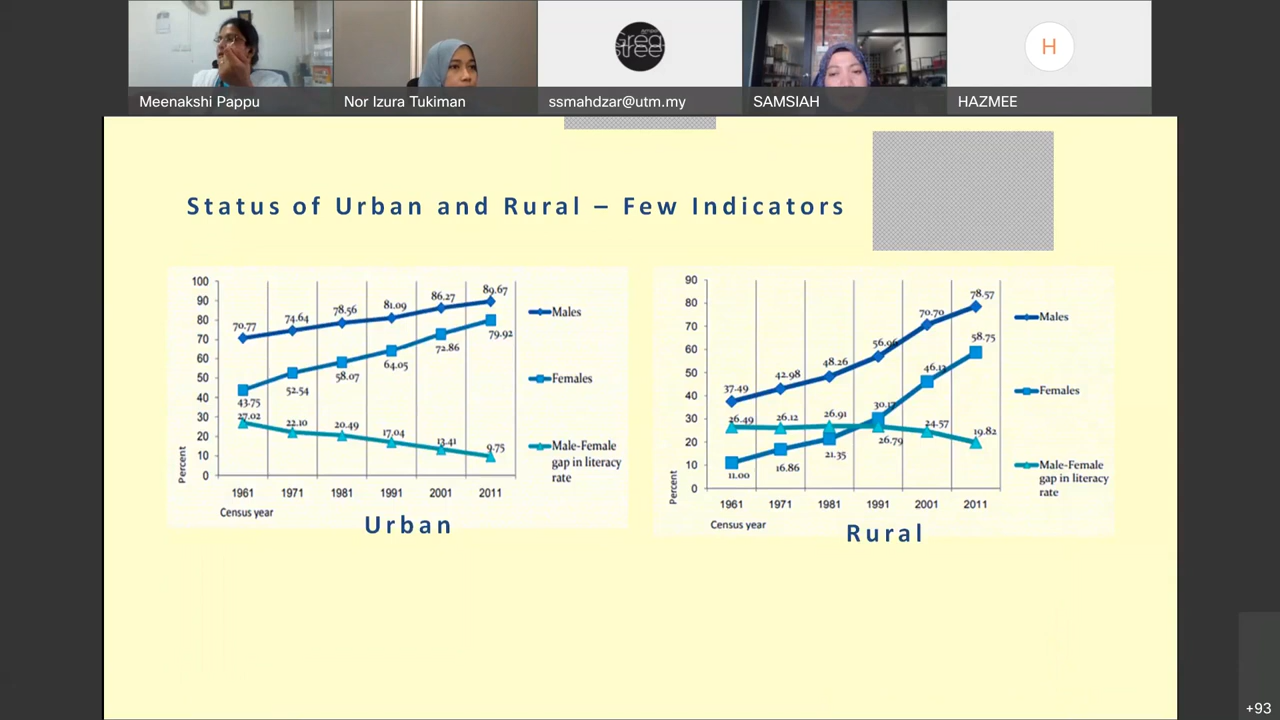 Greg
Street
H
Meenakshi Pappu
Nor Izura Tukiman
ssmahdzar@utm.my
SAMSIAH
HAZMEE
Status of Urban and Rural – Few Indicators
100
90
80
70
60
50
40
30
20
10
0
Percent
70.77
74.64
78.56
81.09
86.27
89.67
43.75
52.54
58.07
64.05
72.86
79.92
27.02
22.10
20.49
17.04
13.41
9.75
1961 1971 1981 1991 2001 2011
Census year
Males
Females
Male-Female
gap in literacy
rate
Urban
90
80
70
60
50
40
30
20
10
0
Percent
37.49
42.98
48.26
70.70
78.57
11.00
16.86
21.35
58.75
26.49
26.12
26.91
26.79
24.57
19.82
1961 1971 1981 1991 2001 2011
Census year
Males
Females
Male-Female
gap in literacy
rate
Rural
+93